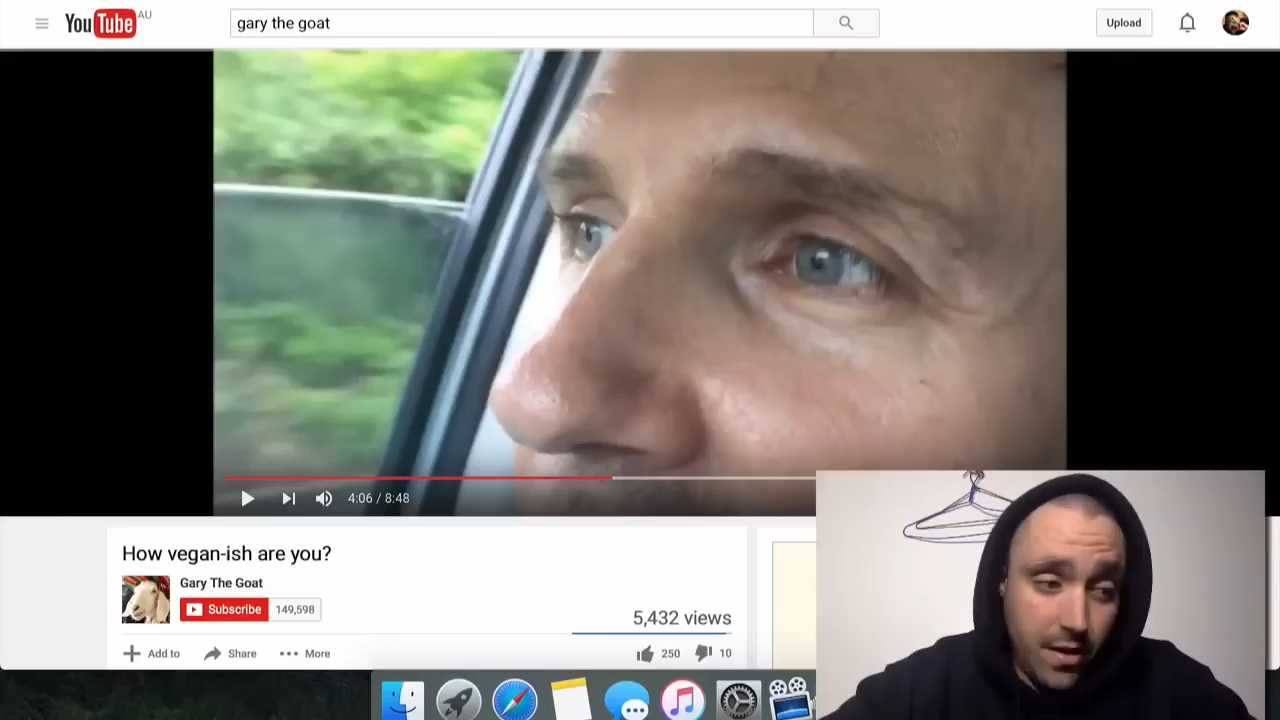 YouTube AU
gary the goat
Upload
4:06 / 8:48
How vegan-ish are you?
Gary The Goat
Subscribe 149,598
5,432 views
Add to Share More 250 10